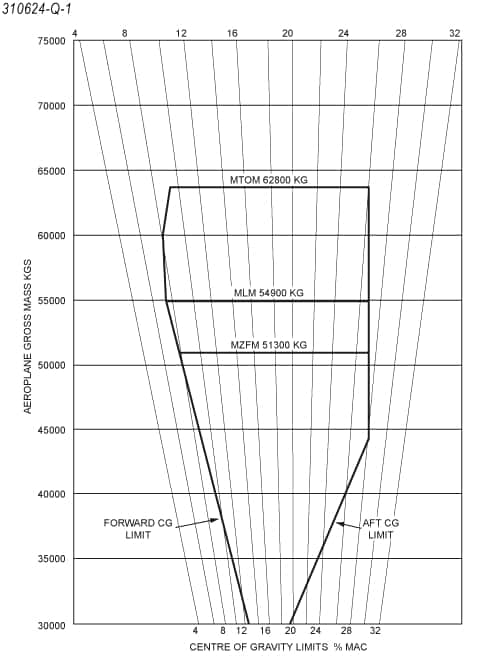 310624-Q-1
4 8 12 16 20 24 28 32
75000
70000
65000
MTOM 62800 KG
60000
MLM 54900 KG
55000
MZFM 51300 KG
50000
45000
40000
FORWARD CG
LIMIT
AFT CG
LIMIT
35000
30000
4 8 12 16 20 24 28 32
CENTRE OF GRAVITY LIMITS % MAC
AEROPLANE GROSS MASS KGS